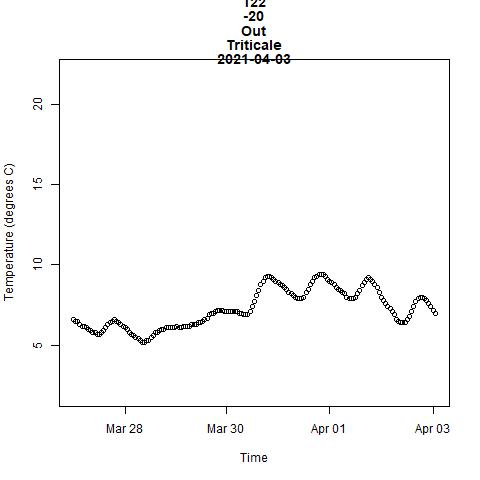 122
-20
Out
Triticale
2021-04-03
20
15
10
5
Temperature (degrees C)
Mar 28 Mar 30 Apr 01 Apr 03
Time